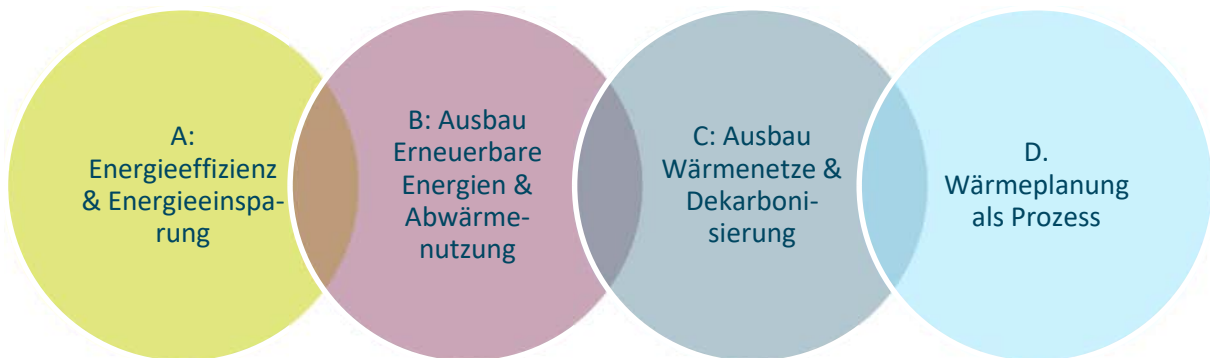 A:
Energieeffizienz
& Energieeinspa-
rung
B: Ausbau
Erneuerbare
Energien &
Abwärme-
nutzung
C: Ausbau
Wärmenetze &
Dekarboni-
sierung
D.
Wärmeplanung
als Prozess